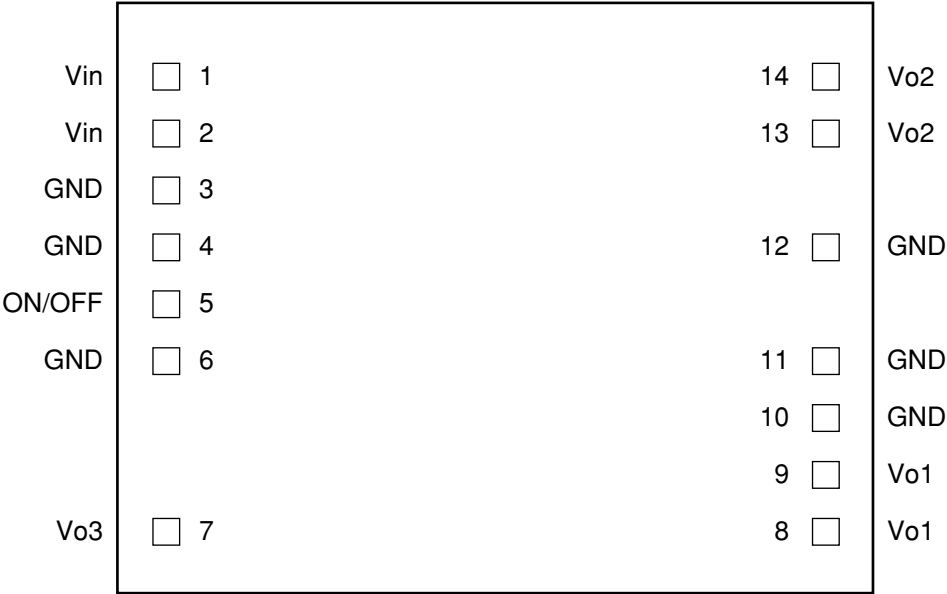 Vin 1 14 Vo2
Vin 2 13 Vo2
GND 3
GND 4 12 GND
ON/OFF 5
GND 6 11 GND
10 GND
9 Vo1
Vo3 7 8 Vo1